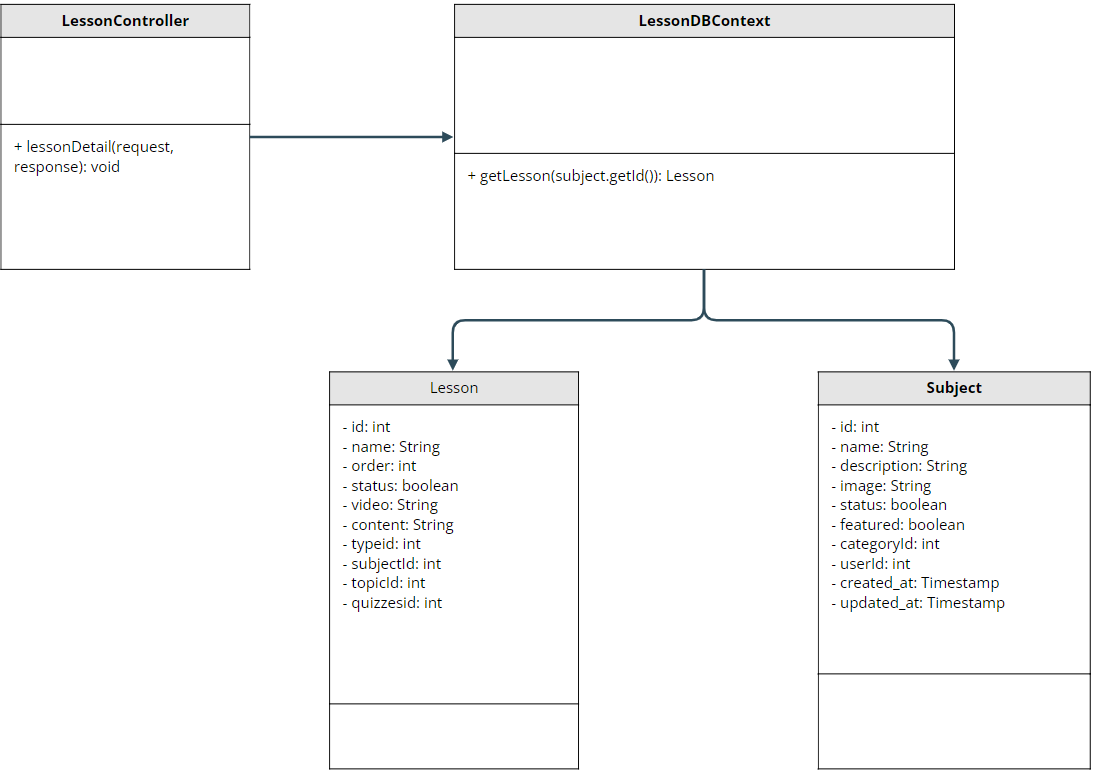 LessonController
+ lessonDetail(request,
response): void
LessonDBContext
+ getLesson(subject.getId()): Lesson
Lesson
- id: int
- name: String
- order: int
- status: boolean
- video: String
- content: String
- typeid: int
- subjectId: int
- topicId: int
- quizzesid: int
Subject
- id: int
- name: String
- description: String
- image: String
- status: boolean
- featured: boolean
- categoryId: int
- userId: int
- created_at: Timestamp
- updated_at: Timestamp